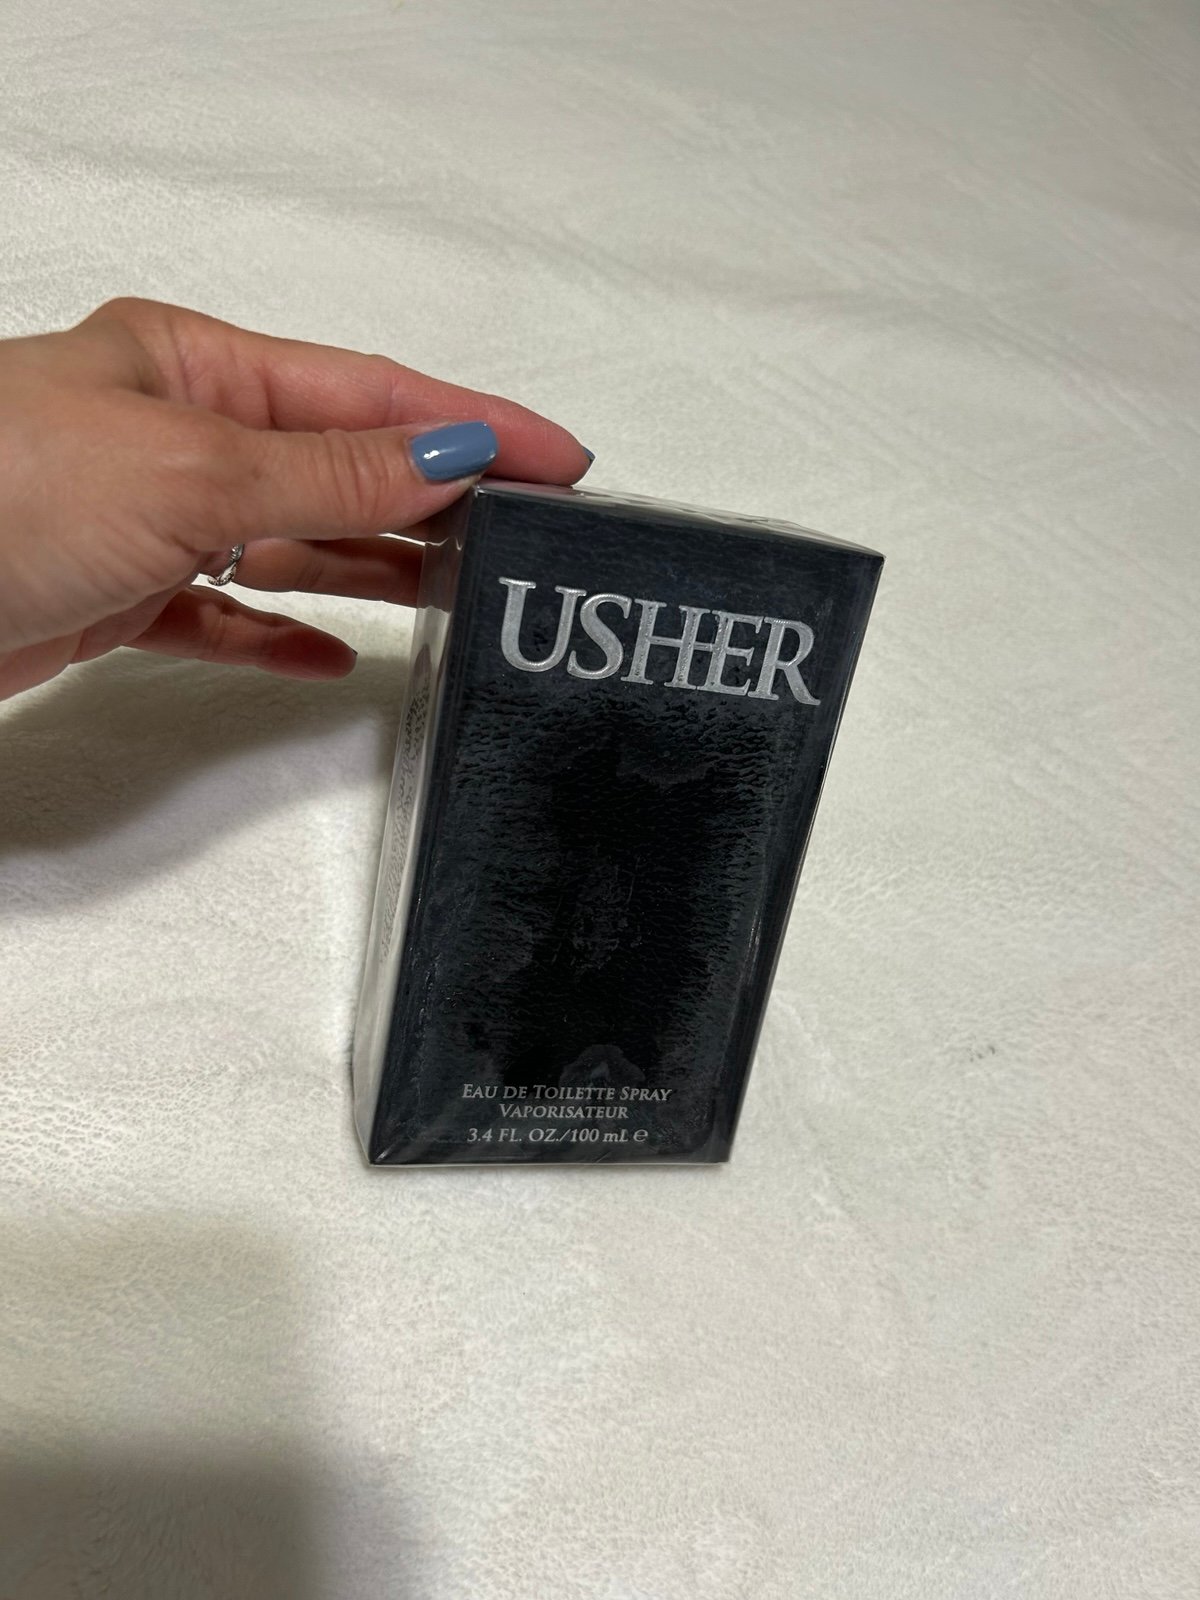 USHER
EAU DE TOILETTE SPRAY
VAPORISATEUR
3.4 FL. OZ./100 mL ℮